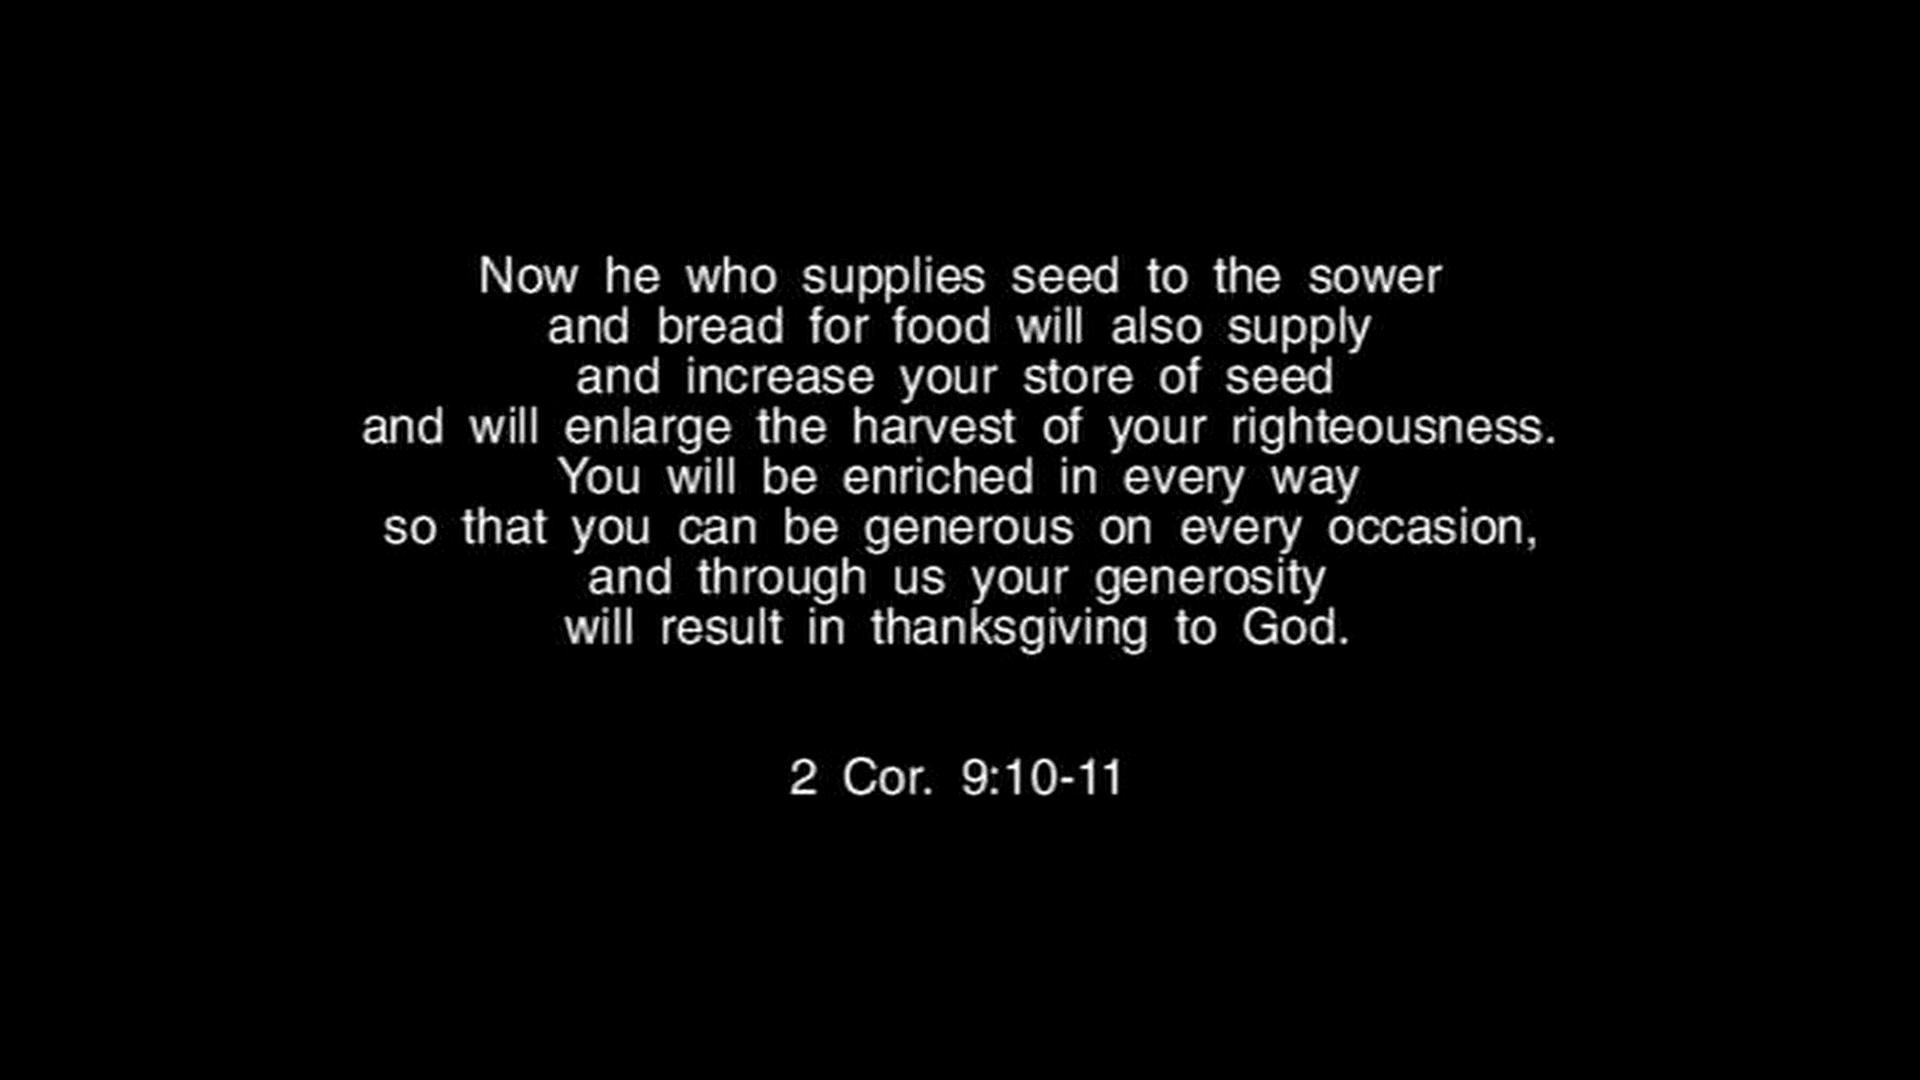 Now he who supplies seed to the sower
and bread for food will also supply
and increase your store of seed
and will enlarge the harvest of your righteousness.
You will be enriched in every way
so that you can be generous on every occasion,
and through us your generosity
will result in thanksgiving to God.
2 Cor. 9:10-11